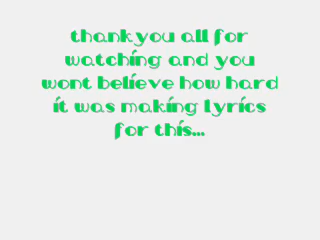 thankyou all for
watching and you
wont believe how hard
it was making lyrics
for this...